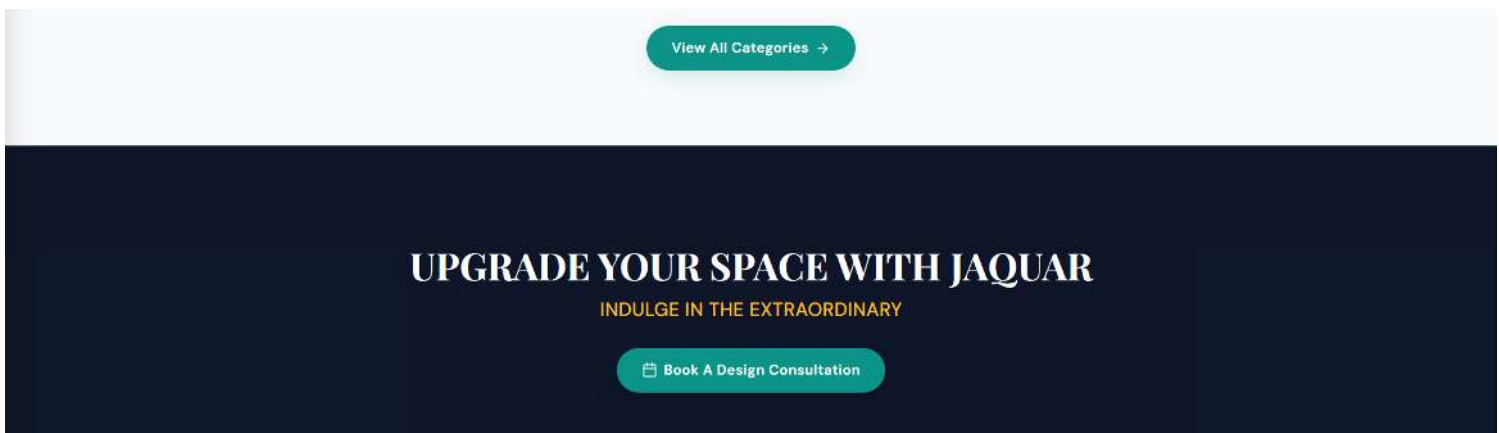 View All Categories →
UPGRADE YOUR SPACE WITH JAQUAR
INDULGE IN THE EXTRAORDINARY
Book A Design Consultation